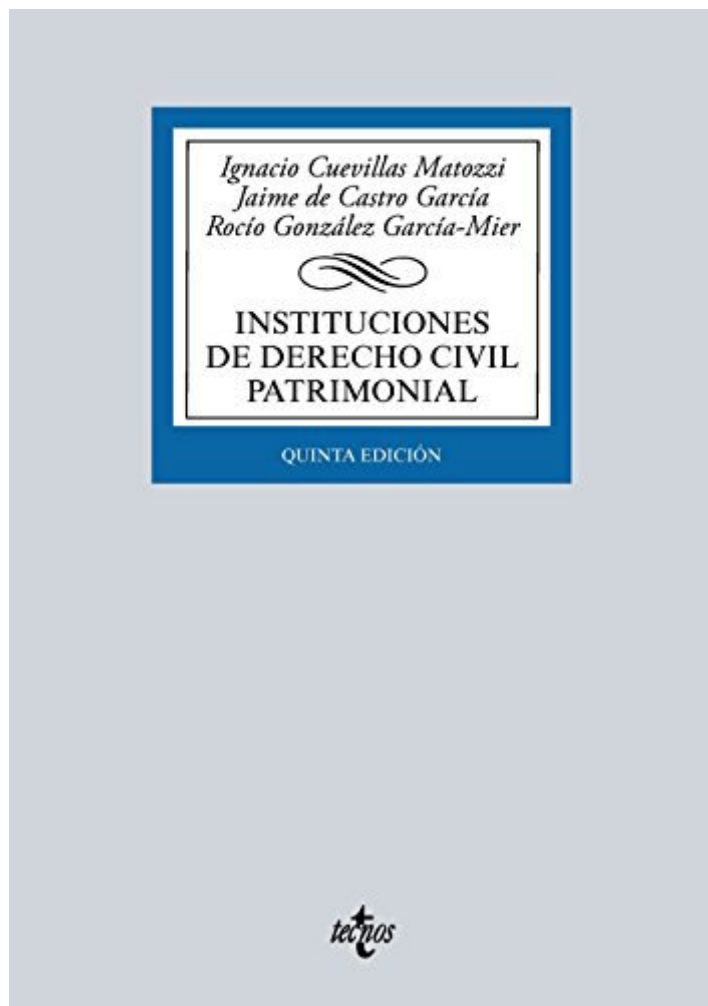 Ignacio Cuevillas Matozzi
Jaime de Castro García
Rocío González García-Mier
INSTITUCIONES
DE DERECHO CIVIL
PATRIMONIAL
QUINTA EDICIÓN
tecnos